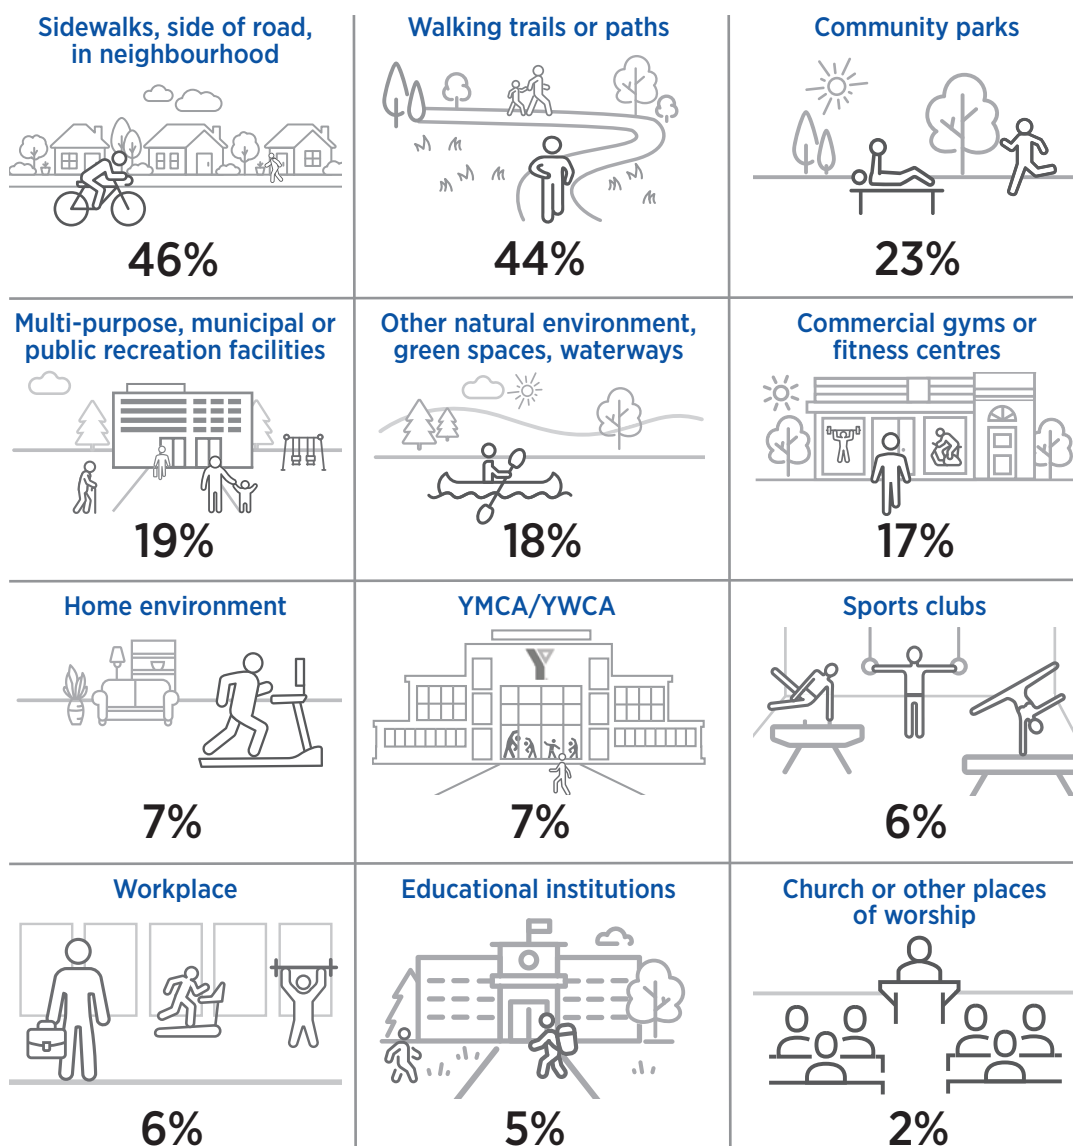 Sidewalks, side of road,
in neighbourhood
46%
Walking trails or paths
44%
Community parks
23%
Multi-purpose, municipal or
public recreation facilities
19%
Other natural environment,
green spaces, waterways
18%
Commercial gyms or
fitness centres
17%
Home environment
7%
YMCA/YWCA
Y
7%
Sports clubs
6%
Workplace
6%
Educational institutions
5%
Church or other places
of worship
2%